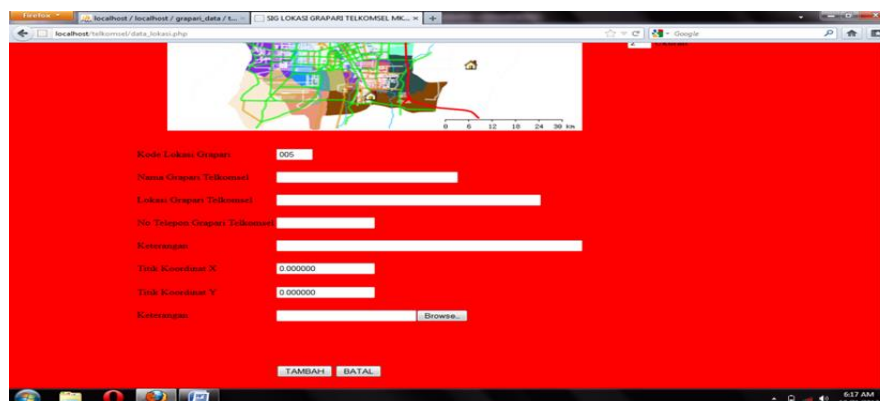 Firefox
localhost / localhost / grapari_data / t...
SIG LOKASI GRAPARI TELKOMSEL MK...
localhost/telkomsel/data_lokasi.php
Google
0 6 12 18 24 30 Km
Kode Lokasi Grapari
005
Nama Grapari Telkomsel
Lokasi Grapari Telkomsel
No Telepon Grapari Telkomsel
Keterangan
Titik Koordinat X
0.000000
Titik Koordinat Y
0.000000
Keterangan
Browse...
TAMBAH BATAL
6:17 AM